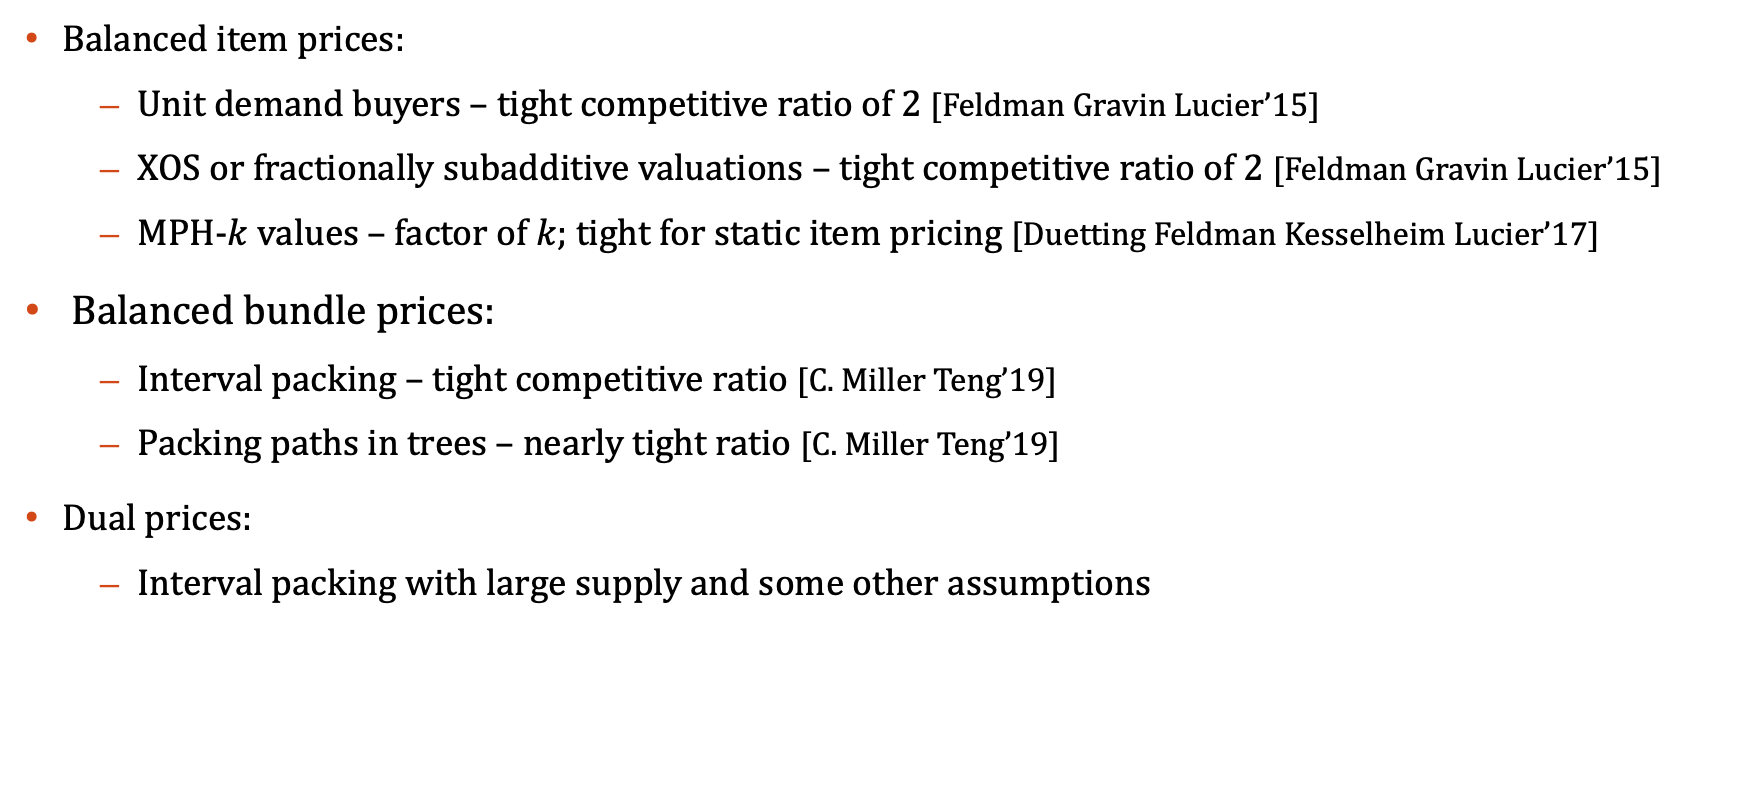 • Balanced item prices:
– Unit demand buyers – tight competitive ratio of 2 [Feldman Gravin Lucier’15]
– XOS or fractionally subadditive valuations – tight competitive ratio of 2 [Feldman Gravin Lucier’15]
– MPH-k values – factor of k; tight for static item pricing [Duetting Feldman Kesselheim Lucier’17]
• Balanced bundle prices:
– Interval packing – tight competitive ratio [C. Miller Teng’19]
– Packing paths in trees – nearly tight ratio [C. Miller Teng’19]
• Dual prices:
– Interval packing with large supply and some other assumptions